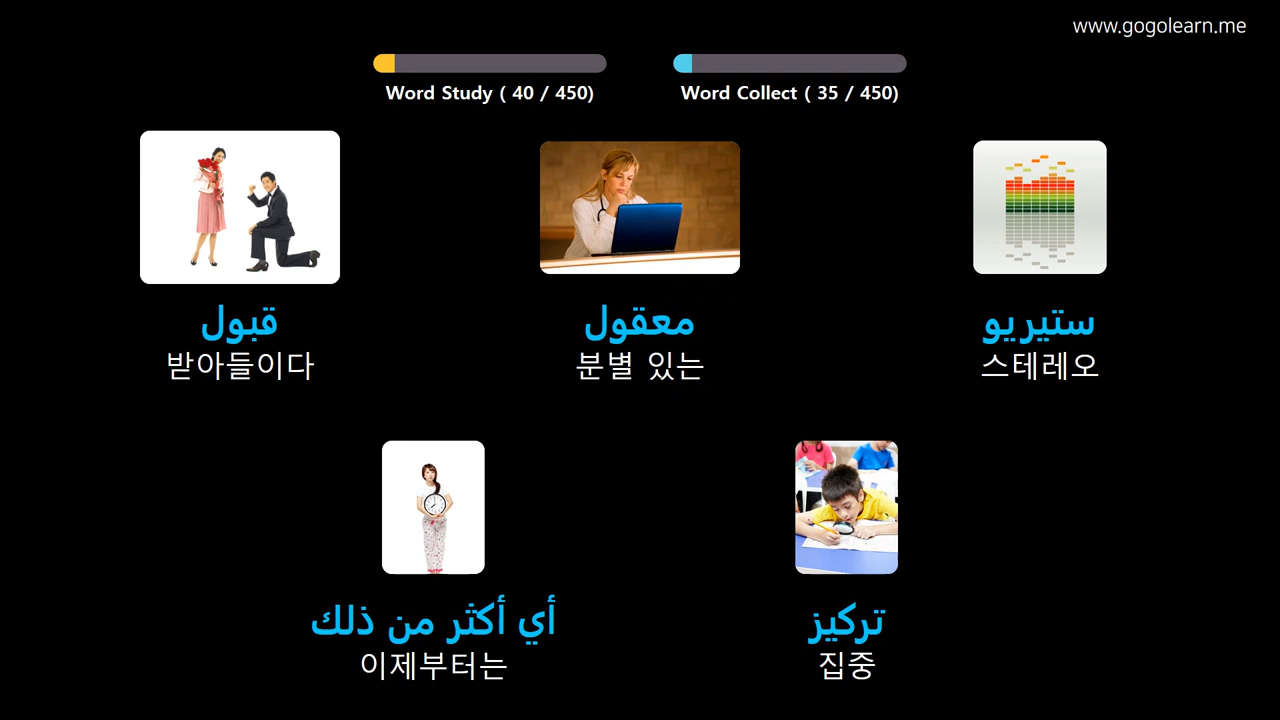 www.gogolearn.me
Word Study ( 40 / 450)
Word Collect ( 35 / 450)
قبول
받아들이다
معقول
분별 있는
ستيريو
스테레오
أي أكثر من ذلك
이제부터는
تركيز
집중